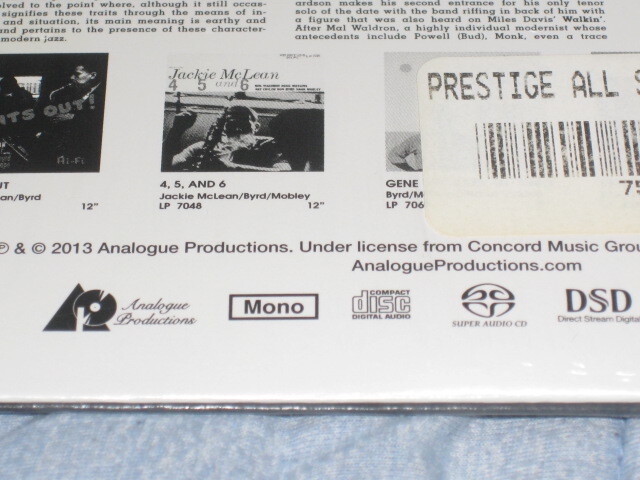 olved to the point where, although it still occas-
signifies these traits through the means of in-
and situation, its main meaning is earthy and
nd pertains to the presence of these character-
modern jazz.
ardson makes his second entrance for his only tenor
solo of the date with the band riffing in back of him with
a figure that was also heard on Miles Davis' Walkin'.
After Mal Waldron, a highly individual modernist whose
antecedents include Powell (Bud), Monk, even a trace
HTS OUT!
Hi-Fi
Jackie McLean
4 5 and 6
PRESTIGE ALL S
75
UT
an/Byrd
12"
4, 5, AND 6
Jackie McLean/Byrd/Mobley
LP 7048 12"
GENE
Byrd/M
LP 706
℗ & © 2013 Analogue Productions. Under license from Concord Music Grou
AnalogueProductions.com
AP Analogue Productions
Mono
COMPACT disc DIGITAL AUDIO
SUPER AUDIO CD
DSD
Direct Stream Digital